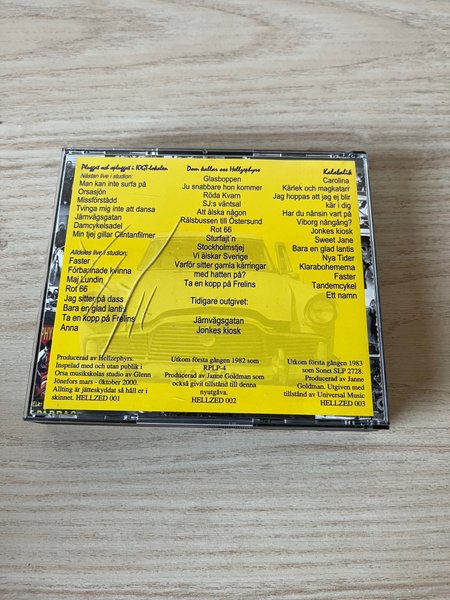 Pluggat och opluggat i IOGT-lokalen
Nästan live i studion:
Man kan inte surfa på
Orsasjön
Missförstådd
Tvinga mig inte att dansa
Järnvägsgatan
Damcykelsadel
Min tjej gillar Clintanfilmer
Alldeles live i studion:
Faster
Förbannade kvinna
Maj Lundin
Rot 66
Jag sitter på dass
Bara en glad lantis
Ta en kopp på Frelins
Anna
Producerad av Hellzephyrs.
Inspelad med och utan publik i
Orsa musikskolas studio av Glenn
Jönefors mars - oktober 2000.
Allting är jätteskyddat så håll er i
skinnet. HELLZED 001
Dom kallar oss Hellzephyrs
Glasboppen
Ju snabbare hon kommer
Röda Kvarn
SJ:s väntsal
Att älska någon
Rälsbussen till Östersund
Rot 66
Sturfajt'n
Stockholmstjej
Vi älskar Sverige
Varför sitter gamla kärringar
med hatten på?
Ta en kopp på Frelins
Tidigare outgivet:
Järnvägsgatan
Jonkes kiosk
Utkom första gången 1982 som
RPLP-4
Producerad av Janne Goldman som
också givit tillstånd till denna
nyutgåva.
HELLZED 002
Kalabalik
Carolina
Kärlek och magkatarr
Jag hoppas att jag ej blir
kär i dig
Har du nånsin vart på
Viborg nångång?
Jonkes kiosk
Sweet Jane
Bara en glad lantis
Nya Tider
Klarabohemerna
Faster
Tandemcykel
Ett namn
Utkom första gången 1983
som Sonet SLP 2728.
Producerad av Janne
Goldman. Utgiven med
tillstånd av Universal Music
HELLZED 003